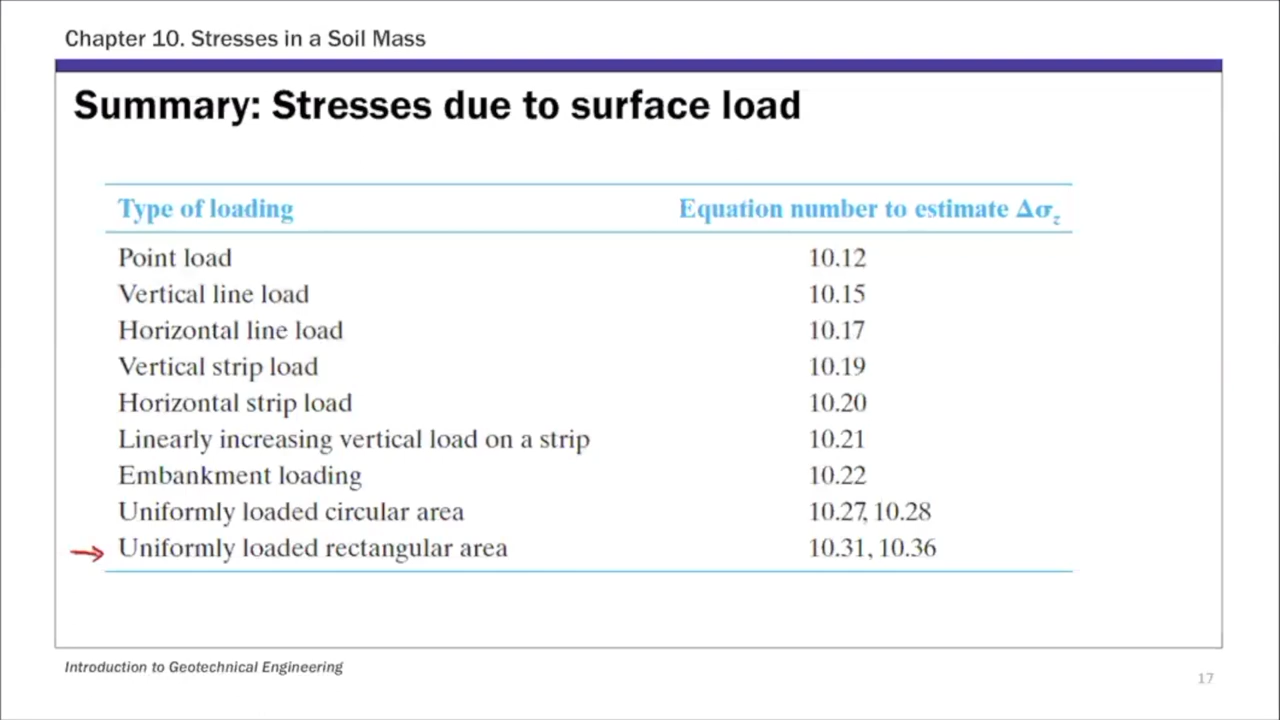 Chapter 10. Stresses in a Soil Mass
Summary: Stresses due to surface load
Type of loading Equation number to estimate Δσz
Point load 10.12
Vertical line load 10.15
Horizontal line load 10.17
Vertical strip load 10.19
Horizontal strip load 10.20
Linearly increasing vertical load on a strip 10.21
Embankment loading 10.22
Uniformly loaded circular area 10.27, 10.28
Uniformly loaded rectangular area 10.31, 10.36
Introduction to Geotechnical Engineering
17